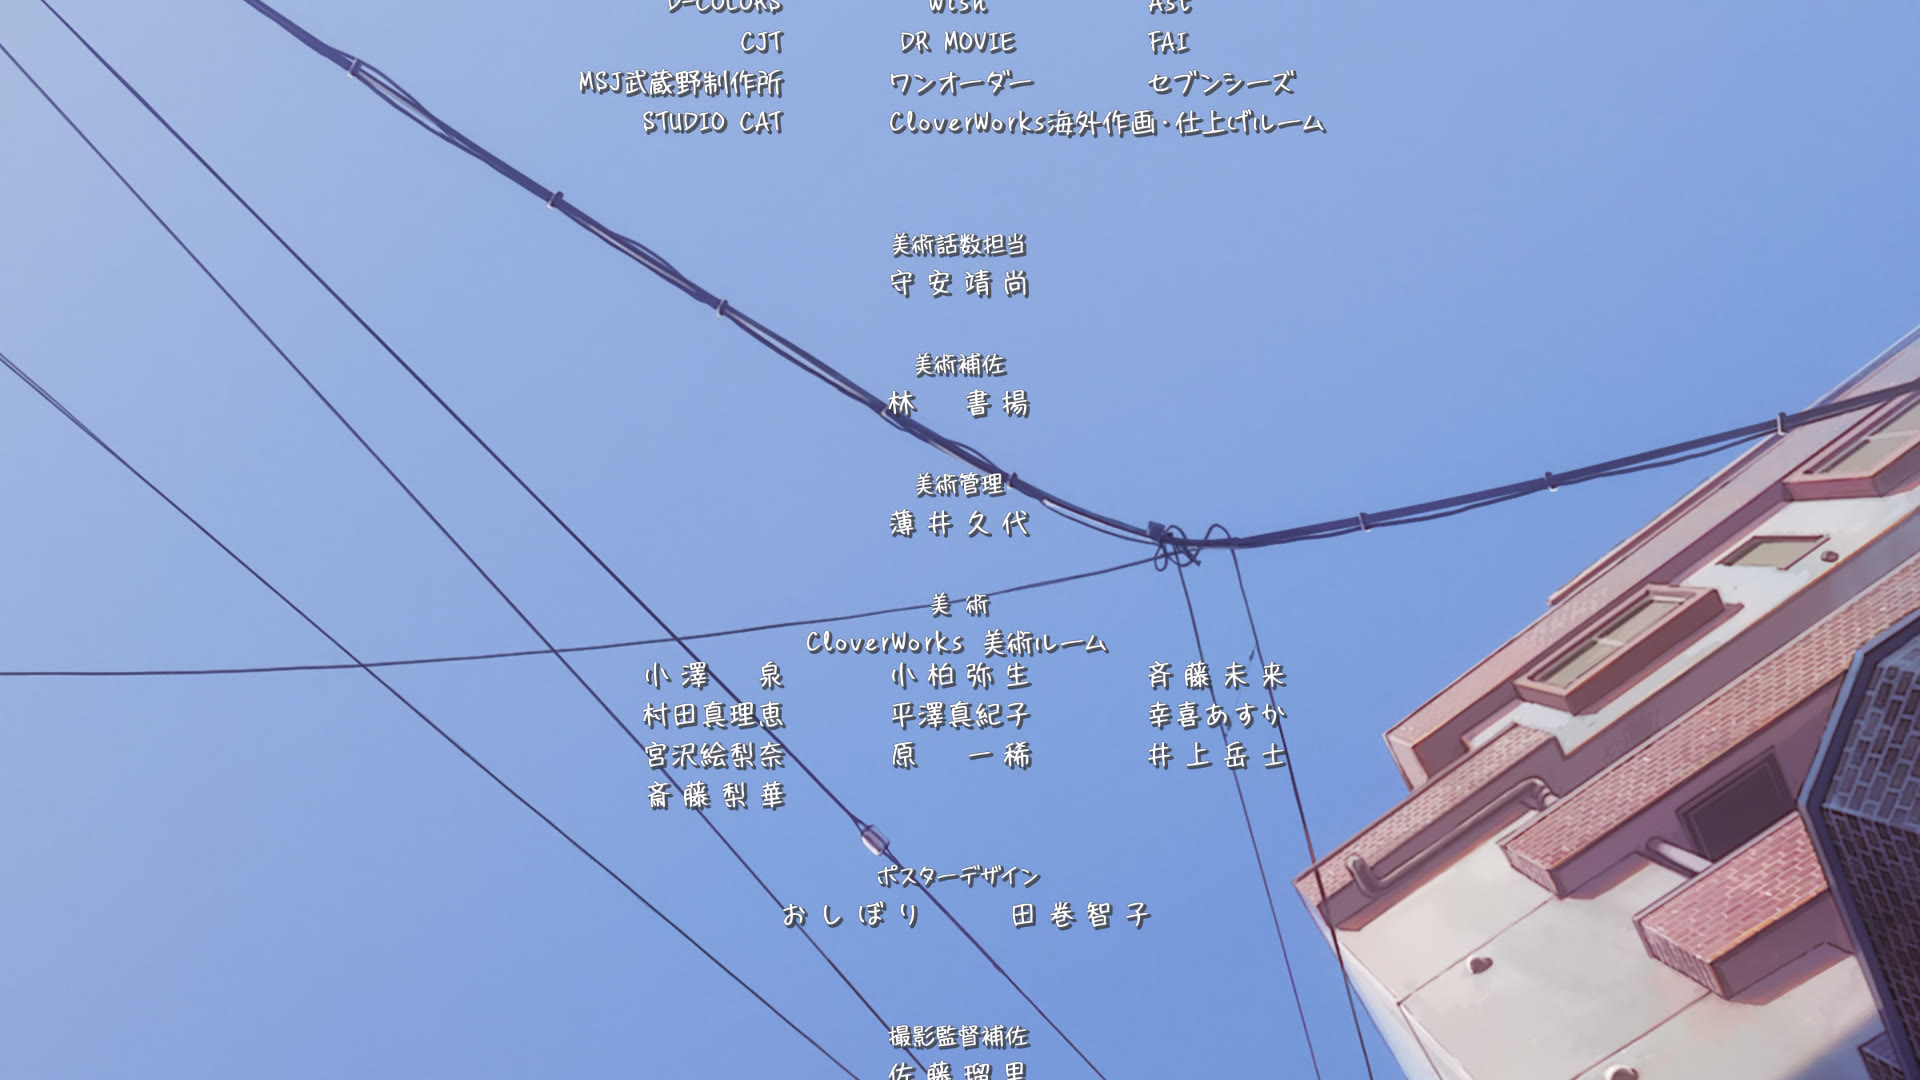 D-COLORS Wish Ast
CJT DR MOVIE FAI
MSJ武蔵野制作所 ワンオーダー セブンシーズ
STUDIO CAT CloverWorks海外作画・仕上げルーム
美術話数担当
守安靖尚
美術補佐
林 書揚
美術管理
薄井久代
美術
CloverWorks 美術ルーム
小澤 泉 小柏弥生 斉藤未来
村田真理恵 平澤真紀子 幸喜あすか
宮沢絵梨奈 原 一稀 井上岳士
斎藤梨華
ポスターデザイン
おしぼり 田巻智子
撮影監督補佐
佐藤瑠里